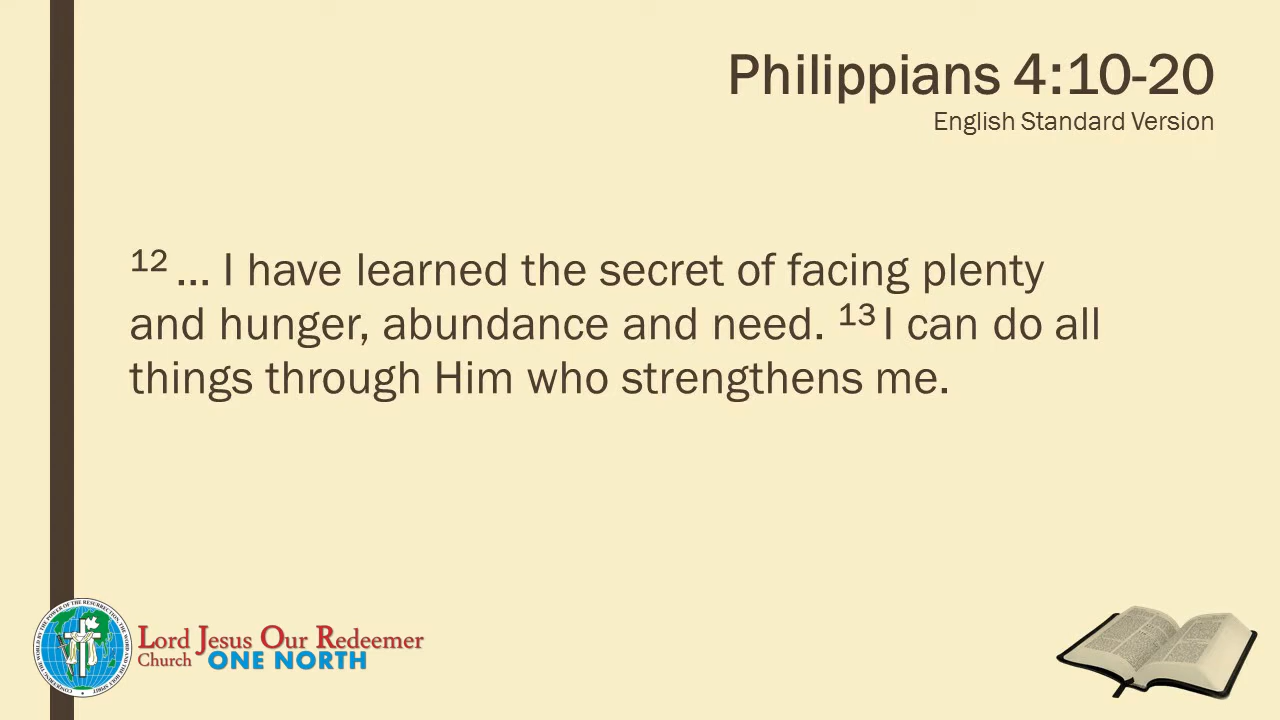 Philippians 4:10-20
English Standard Version
12 ... I have learned the secret of facing plenty
and hunger, abundance and need. 13 I can do all
things through Him who strengthens me.
Lord Jesus Our Redeemer
Church ONE NORTH